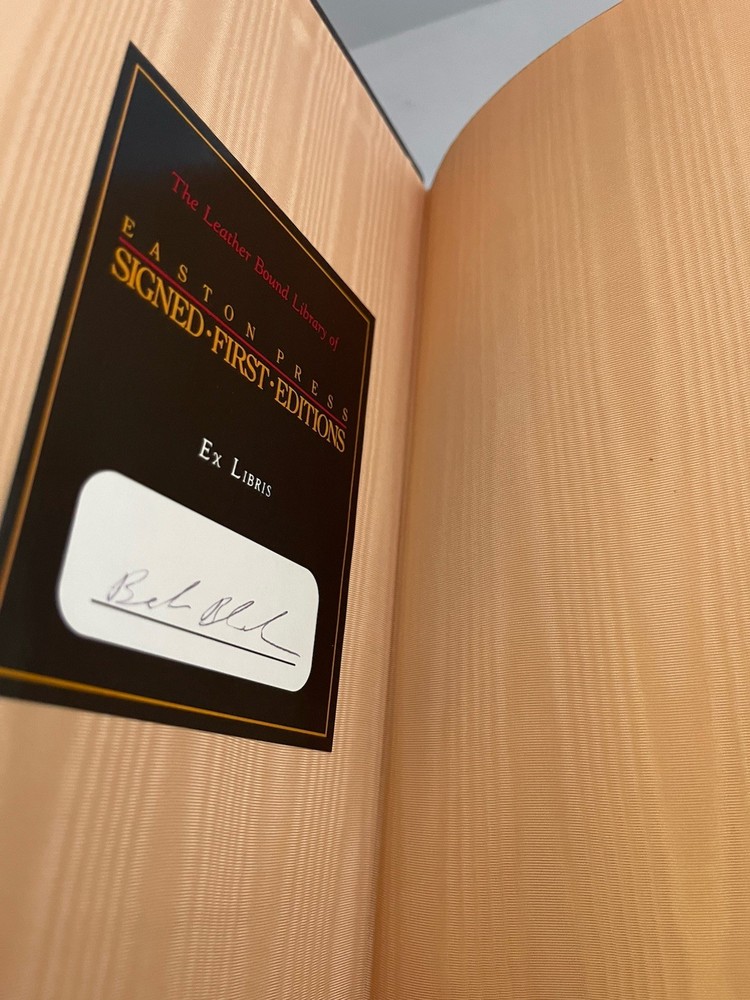 The Leather Bound Library of
EASTON PRESS
SIGNED·FIRST·EDITIONS
EX LIBRIS